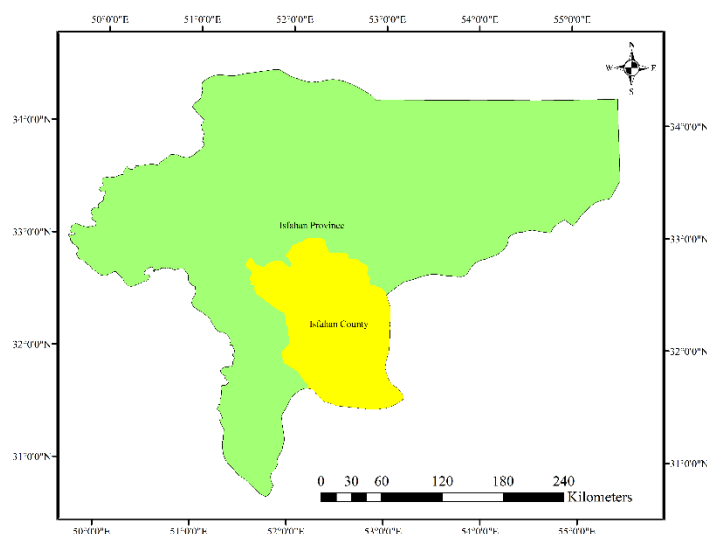 50°0'0"E 51°0'0"E 52°0'0"E 53°0'0"E 54°0'0"E 55°0'0"E
N
W E
S
34°0'0"N 34°0'0"N
33°0'0"N 33°0'0"N
Isfahan Province
Isfahan County
32°0'0"N 32°0'0"N
31°0'0"N 31°0'0"N
0 30 60 120 180 240
Kilometers
50°0'0"E 51°0'0"E 52°0'0"E 53°0'0"E 54°0'0"E 55°0'0"E